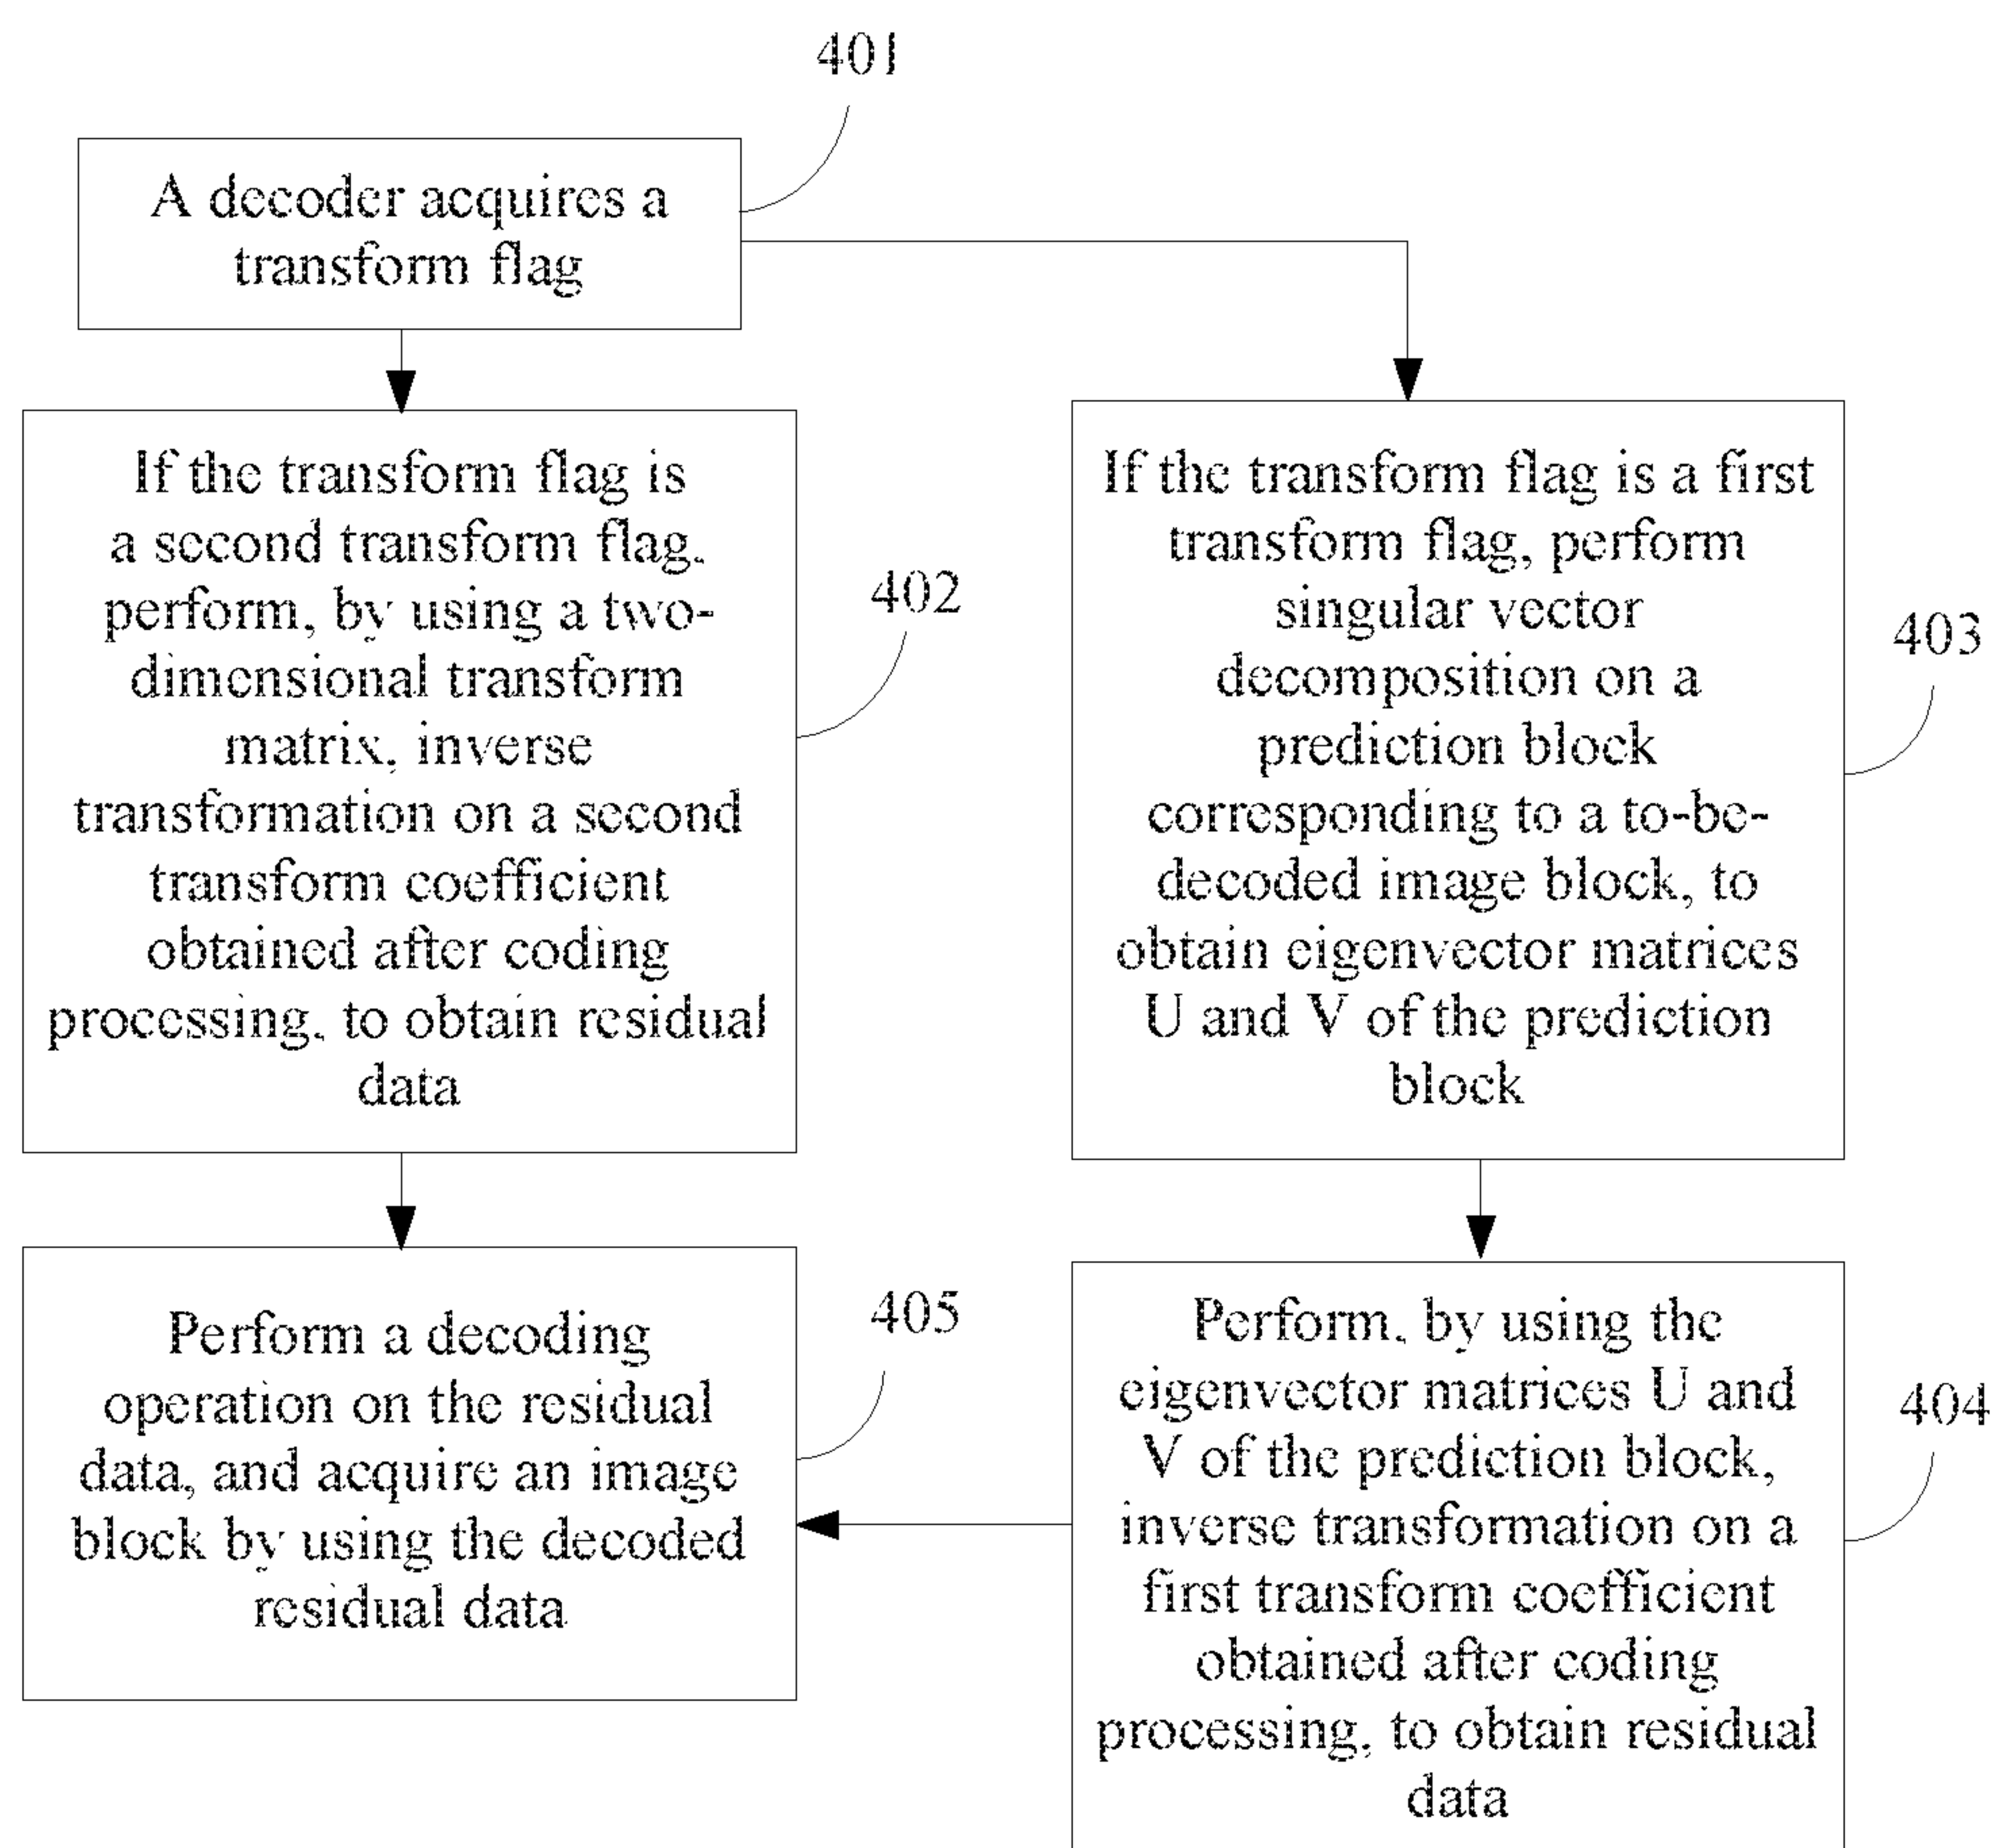 401
A decoder acquires a
transform flag
If the transform flag is
a second transform flag,
perform, by using a two-
dimensional transform
matrix, inverse
transformation on a second
transform coefficient
obtained after coding
processing, to obtain residual
data
402
If the transform flag is a first
transform flag, perform
singular vector
decomposition on a
prediction block
corresponding to a to-be-
decoded image block, to
obtain eigenvector matrices
U and V of the prediction
block
403
Perform, by using the
eigenvector matrices U and
V of the prediction block,
inverse transformation on a
first transform coefficient
obtained after coding
processing, to obtain residual
data
404
Perform a decoding
operation on the residual
data, and acquire an image
block by using the decoded
residual data
405